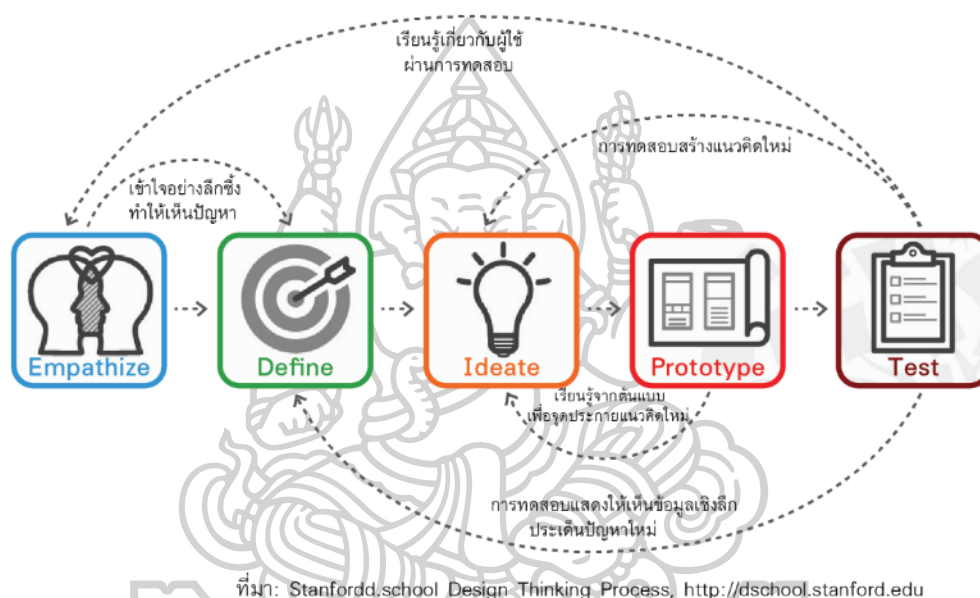 เรียนรู้เกี่ยวกับผู้ใช้
ผ่านการทดสอบ
การทดสอบสร้างแนวคิดใหม่
เข้าใจอย่างลึกซึ้ง
ทำให้เห็นปัญหา
Empathize
Define
Ideate
Prototype
Test
เรียนรู้จากต้นแบบ
เพื่อจุดประกายแนวคิดใหม่
การทดสอบแสดงให้เห็นข้อมูลเชิงลึก
ประเด็นปัญหาใหม่
ที่มา: Stanfordd.school Design Thinking Process, http://dschool.stanford.edu